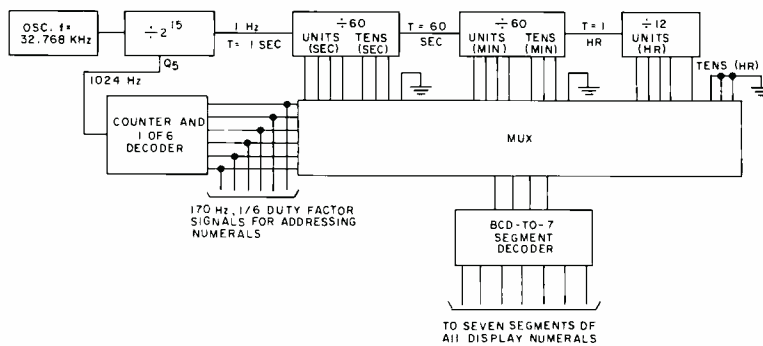 OSC. f=
32.768 KHz
÷2 15
1 Hz
T= 1 SEC
÷60
UNITS TENS
(SEC) (SEC)
T = 60
SEC
÷60
UNITS TENS
(MIN) (MIN)
T = 1
HR
÷12
UNITS
(HR)
TENS (HR)
Q5
1024 Hz
COUNTER AND
1 OF 6
DECODER
MUX
170 Hz, 1/6 DUTY FACTOR
SIGNALS FOR ADDRESSING
NUMERALS
BCD-TO-7
SEGMENT
DECODER
TO SEVEN SEGMENTS OF
All DISPLAY NUMERALS